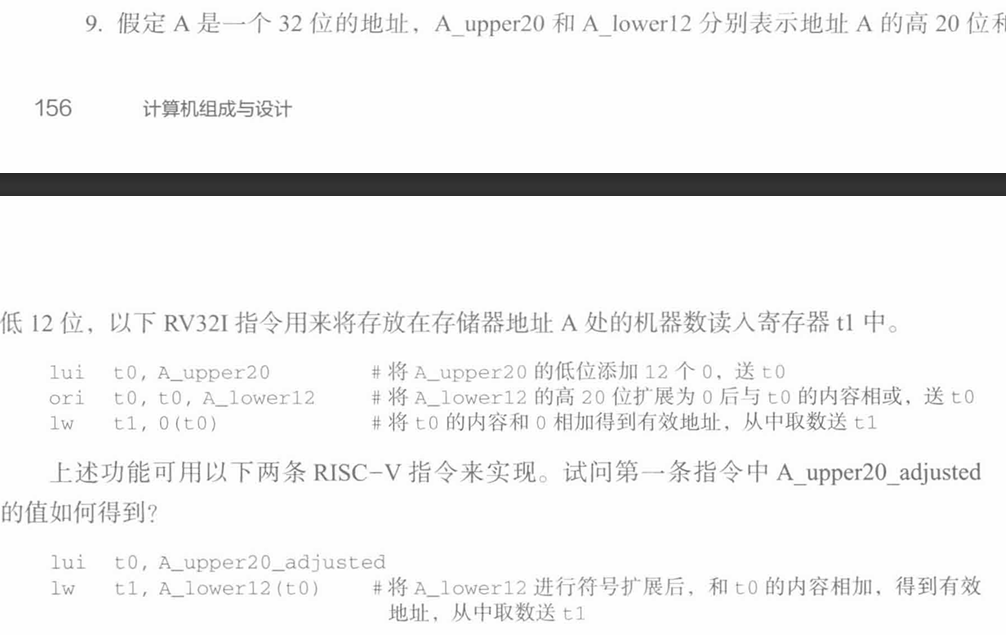 9. 假定 A 是一个 32 位的地址，A_upper20 和 A_lower12 分别表示地址 A 的高 20 位和
156 计算机组成与设计
低 12 位，以下 RV32I 指令用来将存放在存储器地址 A 处的机器数读入寄存器 t1 中。
lui t0, A_upper20 # 将 A_upper20 的低位添加 12 个 0，送 t0
ori t0, t0, A_lower12 # 将 A_lower12 的高 20 位扩展为 0 后与 t0 的内容相或，送 t0
lw t1, 0(t0) # 将 t0 的内容和 0 相加得到有效地址，从中取数送 t1
上述功能可用以下两条 RISC-V 指令来实现。试问第一条指令中 A_upper20_adjusted
的值如何得到？
lui t0, A_upper20_adjusted
lw t1, A_lower12(t0) # 将 A_lower12 进行符号扩展后，和 t0 的内容相加，得到有效
地址，从中取数送 t1